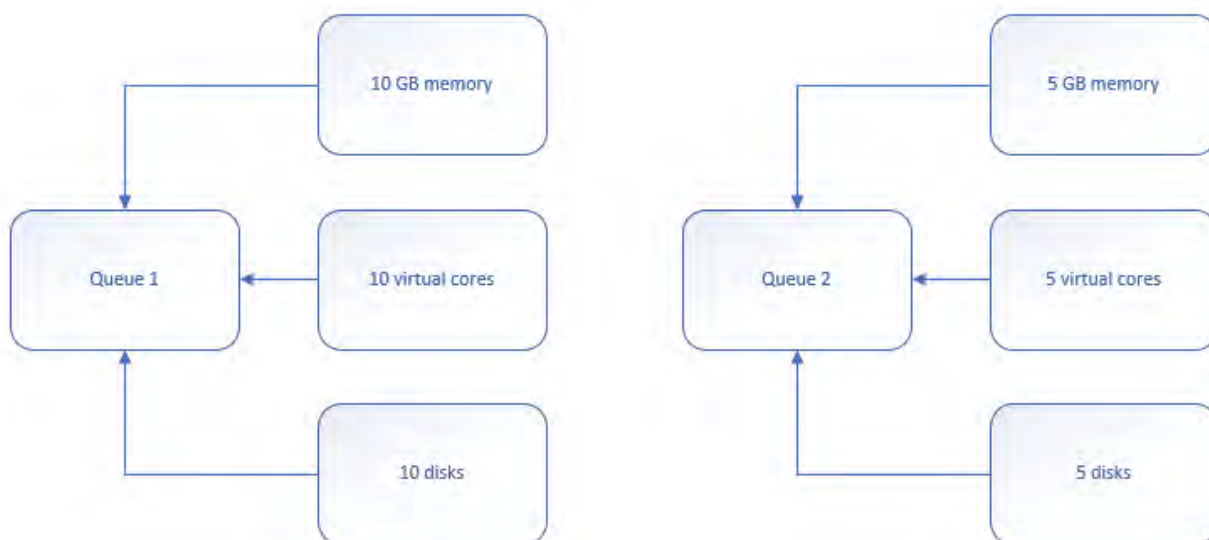 10 GB memory
5 GB memory
Queue 1
10 virtual cores
Queue 2
5 virtual cores
10 disks
5 disks